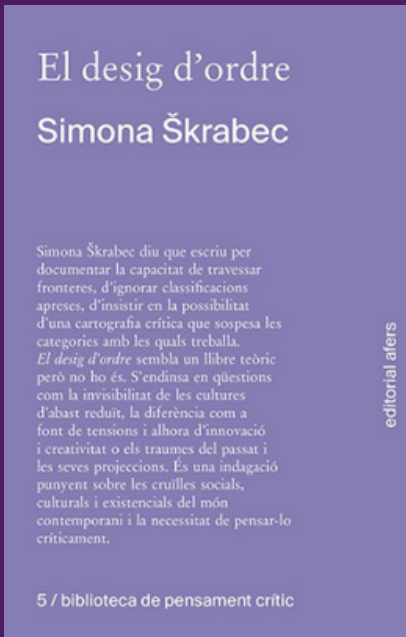 El desig d’ordre
Simona Škrabec
Simona Škrabec diu que escriu per
documentar la capacitat de travessar
fronteres, d’ignorar classificacions
apreses, d’insistir en la possibilitat
d’una cartografia crítica que sospesa les
categories amb les quals treballa.
El desig d’ordre sembla un llibre teòric
però no ho és. S’endinsa en qüestions
com la invisibilitat de les cultures
d’abast reduït, la diferència com a
font de tensions i alhora d’innovació
i creativitat o els traumes del passat i
les seves projeccions. És una indagació
punyent sobre les cruïlles socials,
culturals i existencials del món
contemporani i la necessitat de pensar-lo
críticament.
editorial afers
5 / biblioteca de pensament crític